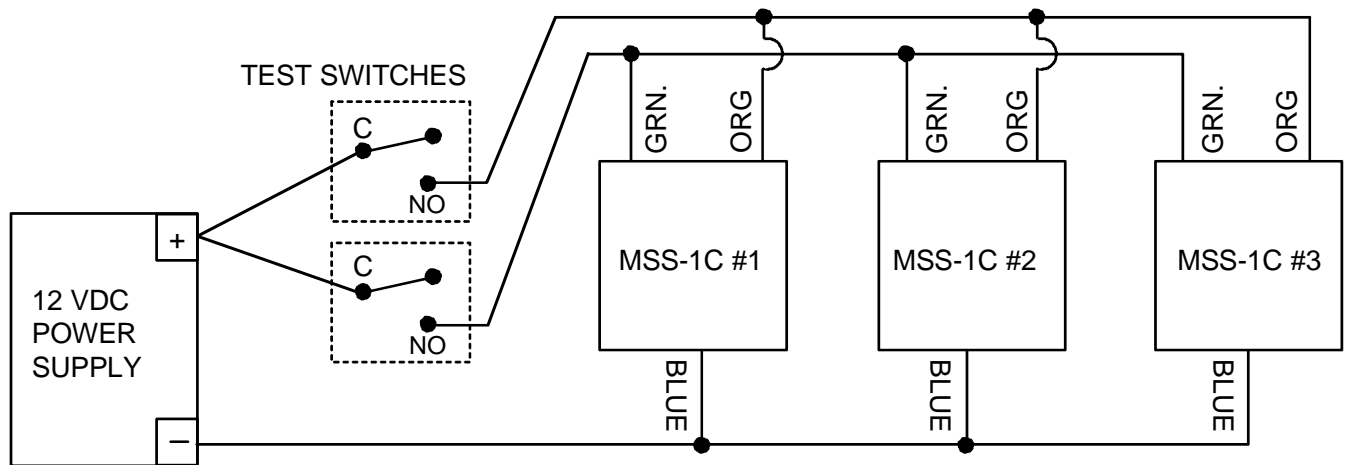 TEST SWITCHES
C
NO
C
NO
+
12 VDC
POWER
SUPPLY
–
GRN.
ORG
GRN.
ORG
GRN.
ORG
MSS-1C #1
MSS-1C #2
MSS-1C #3
BLUE
BLUE
BLUE